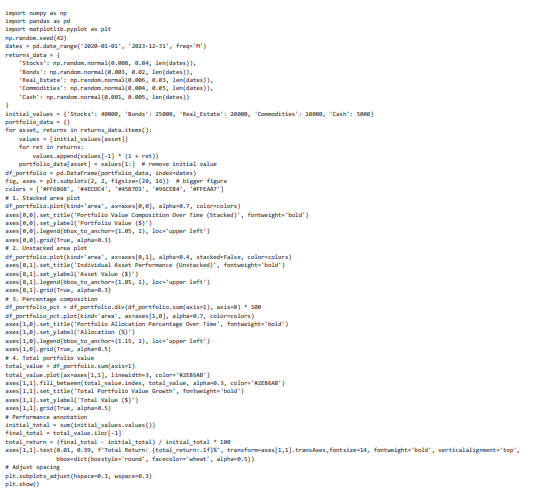 import numpy as np
import pandas as pd
import matplotlib.pyplot as plt
np.random.seed(42)
dates = pd.date_range('2020-01-01', '2023-12-31', freq='M')
returns_data = {
    'Stocks': np.random.normal(0.008, 0.04, len(dates)),
    'Bonds': np.random.normal(0.003, 0.02, len(dates)),
    'Real_Estate': np.random.normal(0.006, 0.03, len(dates)),
    'Commodities': np.random.normal(0.004, 0.05, len(dates)),
    'Cash': np.random.normal(0.001, 0.005, len(dates))
}
initial_values = {'Stocks': 40000, 'Bonds': 25000, 'Real_Estate': 20000, 'Commodities': 10000, 'Cash': 5000}
portfolio_data = {}
for asset, returns in returns_data.items():
    values = [initial_values[asset]]
    for ret in returns:
        values.append(values[-1] * (1 + ret))
    portfolio_data[asset] = values[1:]  # remove initial value
df_portfolio = pd.DataFrame(portfolio_data, index=dates)
fig, axes = plt.subplots(2, 2, figsize=(20, 16))  # bigger figure
colors = ['#FF6B6B', '#4ECDC4', '#45B7D1', '#96CEB4', '#FFEAA7']
# 1. Stacked area plot
df_portfolio.plot(kind='area', ax=axes[0,0], alpha=0.7, color=colors)
axes[0,0].set_title('Portfolio Value Composition Over Time (Stacked)', fontweight='bold')
axes[0,0].set_ylabel('Portfolio Value ($)')
axes[0,0].legend(bbox_to_anchor=(1.05, 1), loc='upper left')
axes[0,0].grid(True, alpha=0.3)
# 2. Unstacked area plot
df_portfolio.plot(kind='area', ax=axes[0,1], alpha=0.4, stacked=False, color=colors)
axes[0,1].set_title('Individual Asset Performance (Unstacked)', fontweight='bold')
axes[0,1].set_ylabel('Asset Value ($)')
axes[0,1].legend(bbox_to_anchor=(1.05, 1), loc='upper left')
axes[0,1].grid(True, alpha=0.3)
# 3. Percentage composition
df_portfolio_pct = df_portfolio.div(df_portfolio.sum(axis=1), axis=0) * 100
df_portfolio_pct.plot(kind='area', ax=axes[1,0], alpha=0.7, color=colors)
axes[1,0].set_title('Portfolio Allocation Percentage Over Time', fontweight='bold')
axes[1,0].set_ylabel('Allocation (%)')
axes[1,0].legend(bbox_to_anchor=(1.15, 1), loc='upper left')
axes[1,0].grid(True, alpha=0.5)
# 4. Total portfolio value
total_value = df_portfolio.sum(axis=1)
total_value.plot(ax=axes[1,1], linewidth=3, color='#2E86AB')
axes[1,1].fill_between(total_value.index, total_value, alpha=0.3, color='#2E86AB')
axes[1,1].set_title('Total Portfolio Value Growth', fontweight='bold')
axes[1,1].set_ylabel('Total Value ($)')
axes[1,1].grid(True, alpha=0.5)
# Performance annotation
initial_total = sum(initial_values.values())
final_total = total_value.iloc[-1]
total_return = (final_total - initial_total) / initial_total * 100
axes[1,1].text(0.01, 0.99, f'Total Return: {total_return:.1f}%', transform=axes[1,1].transAxes,fontsize=14, fontweight='bold', verticalalignment='top',
               bbox=dict(boxstyle='round', facecolor='wheat', alpha=0.5))
# Adjust spacing
plt.subplots_adjust(hspace=0.3, wspace=0.3)
plt.show()